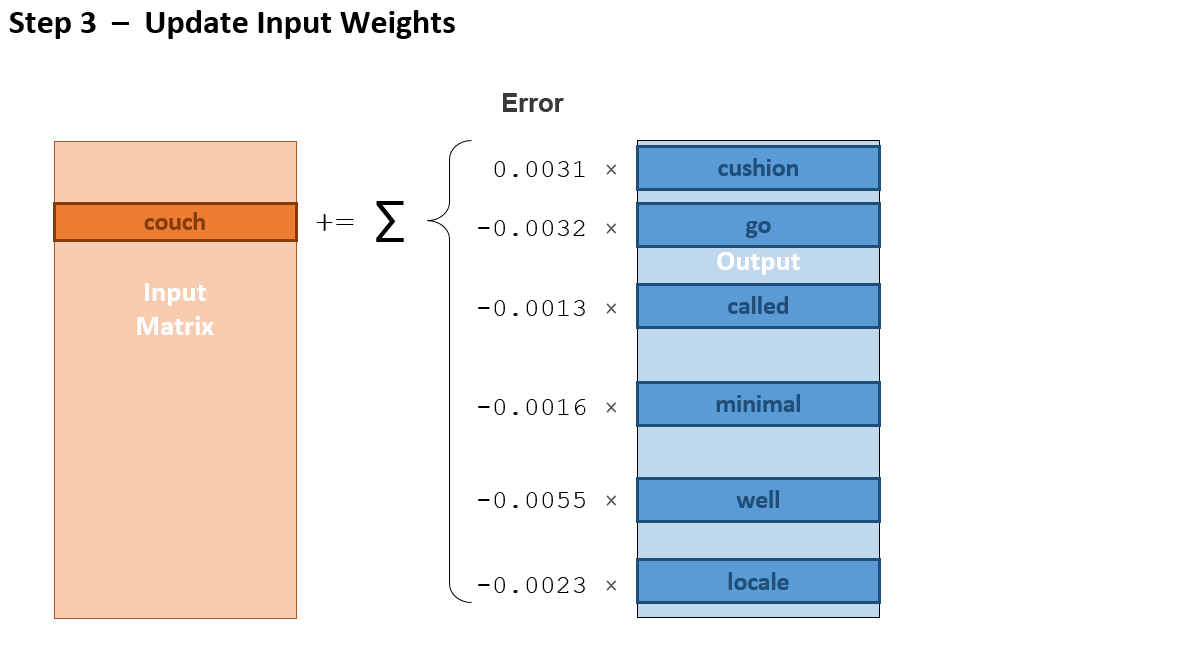 Step 3 – Update Input Weights
Error
0.0031 × cushion
couch += ∑ -0.0032 × go
Output
Input
Matrix
-0.0013 × called
-0.0016 × minimal
-0.0055 × well
-0.0023 × locale